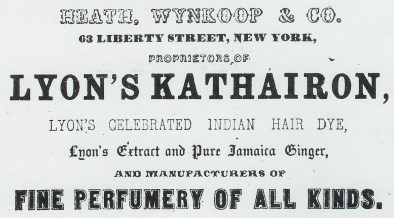 HEATH, WYNKOOP & CO.
63 LIBERTY STREET, NEW YORK,
PROPRIETORS OF
LYON'S KATHAIRON,
LYON'S CELEBRATED INDIAN HAIR DYE,
Lyon's Extract and Pure Jamaica Ginger,
AND MANUFACTURERS OF
FINE PERFUMERY OF ALL KINDS.